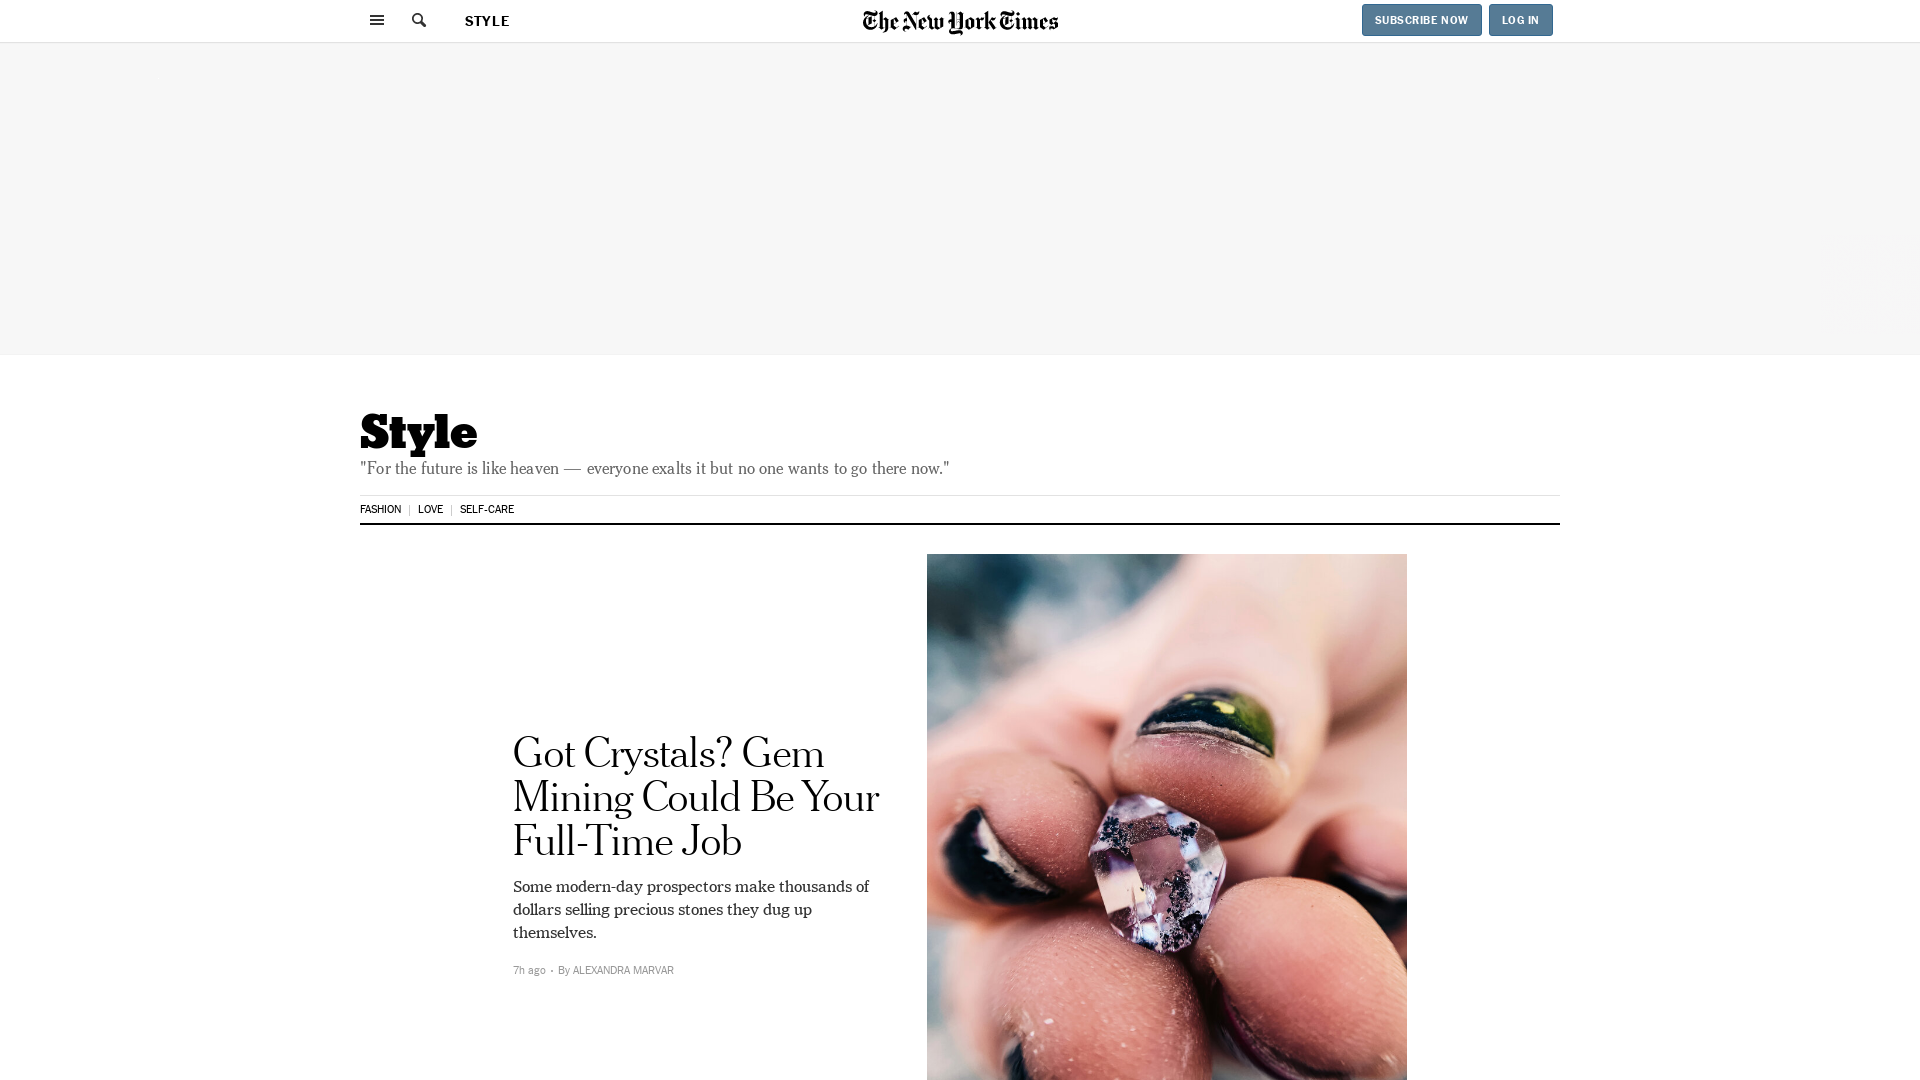 STYLE
The New York Times
SUBSCRIBE NOW
LOG IN
Style
"For the future is like heaven — everyone exalts it but no one wants to go there now."
FASHION | LOVE | SELF-CARE
Got Crystals? Gem
Mining Could Be Your
Full-Time Job
Some modern-day prospectors make thousands of
dollars selling precious stones they dug up
themselves.
7h ago · By ALEXANDRA MARVAR